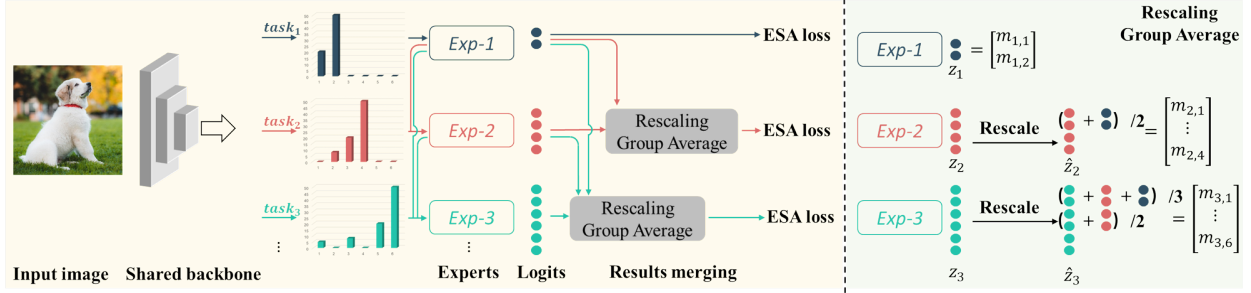 task₁
Exp-1
ESA loss
task₂
Exp-2
Rescaling
Group Average
ESA loss
task₃
Exp-3
Rescaling
Group Average
ESA loss
⋮
⋮
Input image
Shared backbone
Experts
Logits
Results merging
Rescaling
Group Average
Exp-1
z₁
= [m₁,₁
m₁,₂]
Exp-2
z₂
Rescale
( + ) /2 =
ẑ₂
[m₂,₁
⋮
m₂,₄]
Exp-3
z₃
Rescale
( + + ) /3
( + ) /2
=
ẑ₃
[m₃,₁
⋮
m₃,₆]